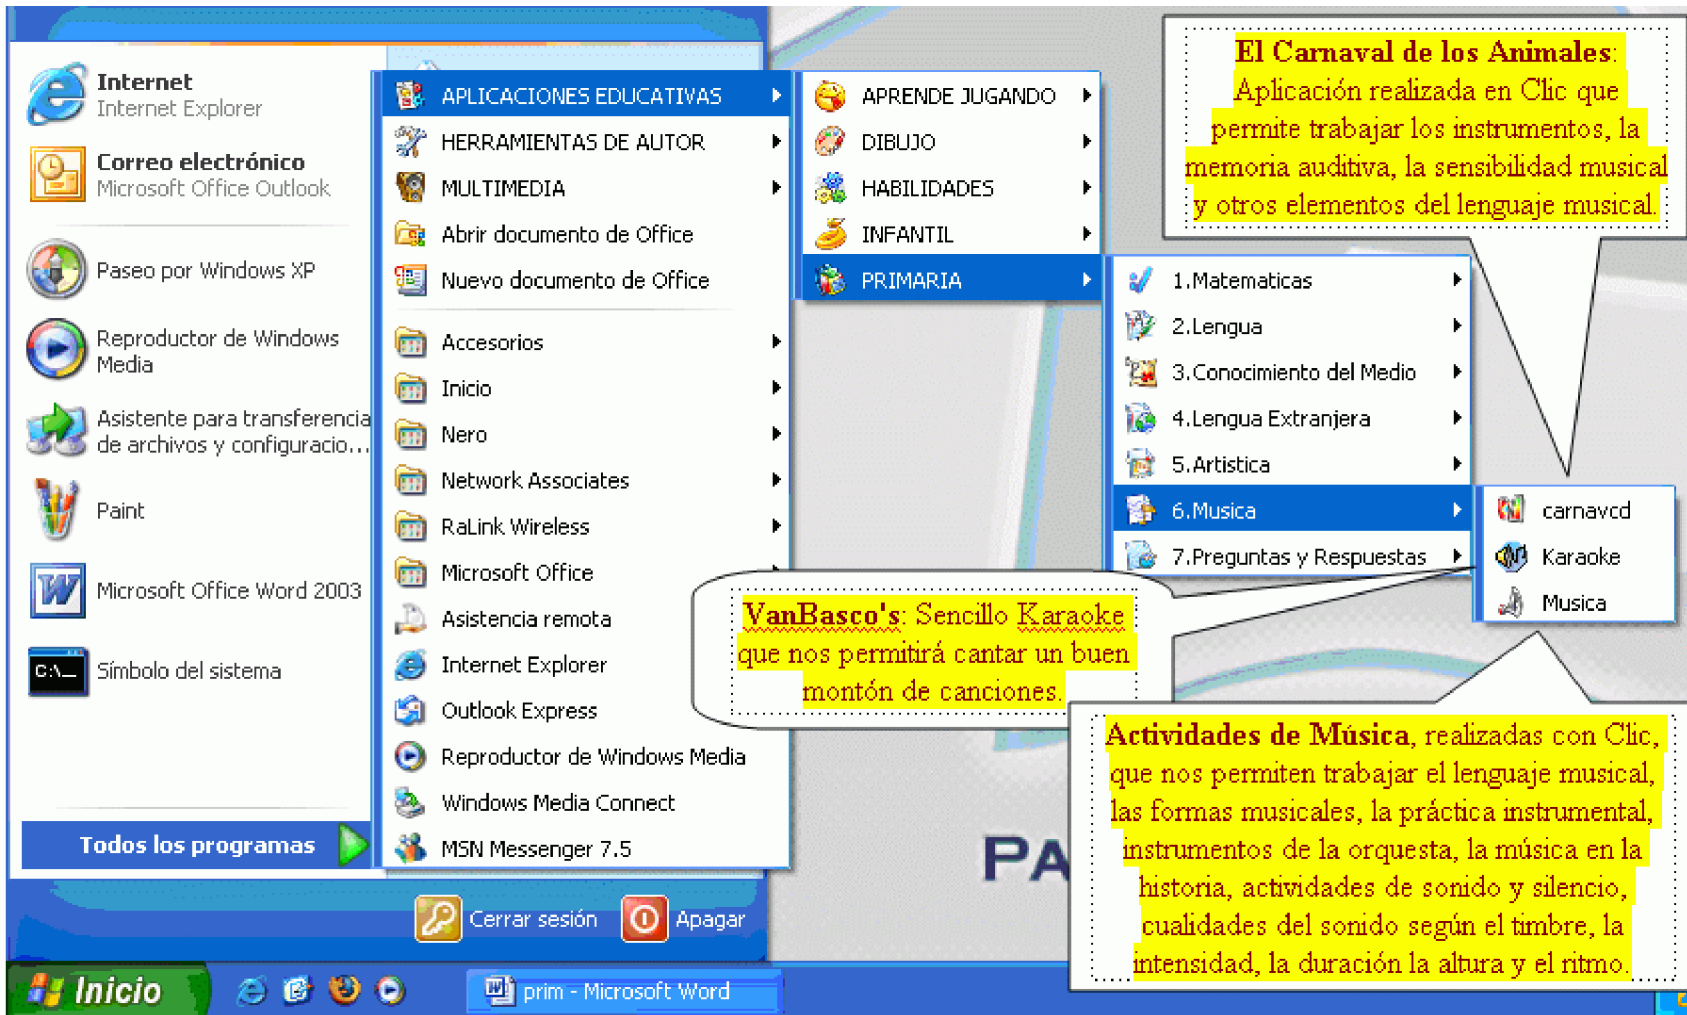 Internet
Internet Explorer
Correo electrónico
Microsoft Office Outlook
Paseo por Windows XP
Reproductor de Windows
Media
Asistente para transferencia
de archivos y configuracio...
Paint
Microsoft Office Word 2003
C:\_
Símbolo del sistema
Todos los programas
APLICACIONES EDUCATIVAS
HERRAMIENTAS DE AUTOR
MULTIMEDIA
Abrir documento de Office
Nuevo documento de Office
Accesorios
Inicio
Nero
Network Associates
RaLink Wireless
Microsoft Office
Asistencia remota
Internet Explorer
Outlook Express
Reproductor de Windows Media
Windows Media Connect
MSN Messenger 7.5
APRENDE JUGANDO
DIBUJO
HABILIDADES
INFANTIL
PRIMARIA
1.Matematicas
2.Lengua
3.Conocimiento del Medio
4.Lengua Extranjera
5.Artistica
6.Musica
7.Preguntas y Respuestas
carnavcd
Karaoke
Musica
El Carnaval de los Animales:
Aplicación realizada en Clic que
permite trabajar los instrumentos, la
memoria auditiva, la sensibilidad musical
y otros elementos del lenguaje musical.
VanBasco's: Sencillo Karaoke
que nos permitirá cantar un buen
montón de canciones.
Actividades de Música, realizadas con Clic,
que nos permiten trabajar el lenguaje musical,
las formas musicales, la práctica instrumental,
instrumentos de la orquesta, la música en la
historia, actividades de sonido y silencio,
cualidades del sonido según el timbre, la
intensidad, la duración la altura y el ritmo.
PA
Cerrar sesión
Apagar
Inicio
prim - Microsoft Word